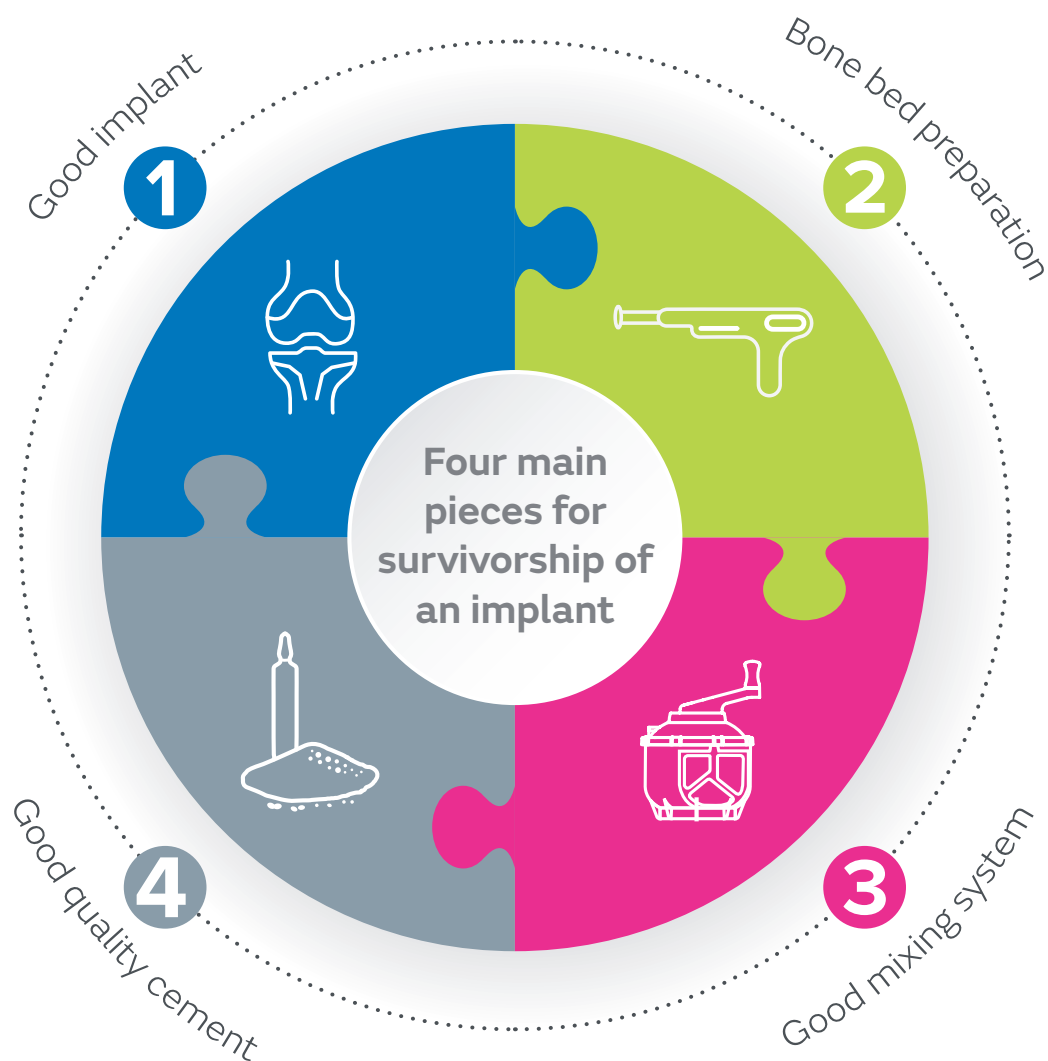 Good implant
1
Bone bed preparation
2
Four main
pieces for
survivorship of
an implant
3
Good mixing system
4
Good quality cement